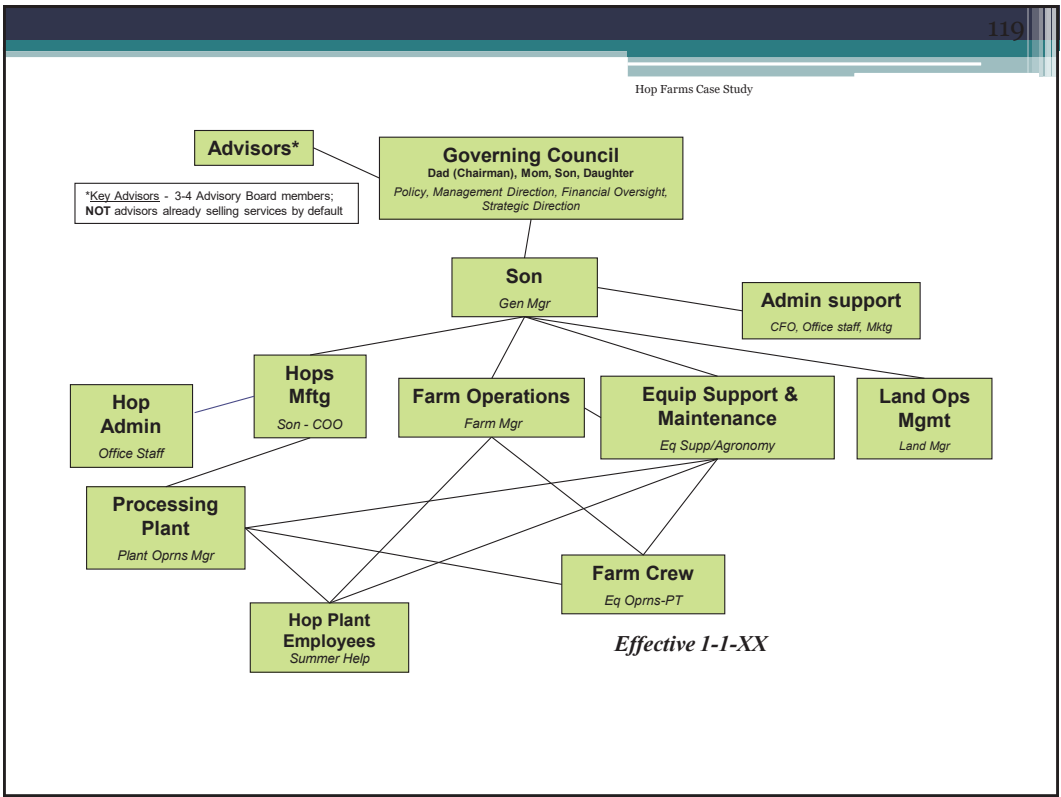 119
Hop Farms Case Study
Advisors*
*Key Advisors - 3-4 Advisory Board members;
NOT advisors already selling services by default
Governing Council
Dad (Chairman), Mom, Son, Daughter
Policy, Management Direction, Financial Oversight,
Strategic Direction
Son
Gen Mgr
Admin support
CFO, Office staff, Mktg
Hop
Admin
Office Staff
Hops
Mftg
Son - COO
Farm Operations
Farm Mgr
Equip Support &
Maintenance
Eq Supp/Agronomy
Land Ops
Mgmt
Land Mgr
Processing
Plant
Plant Oprns Mgr
Farm Crew
Eq Oprns-PT
Hop Plant
Employees
Summer Help
Effective 1-1-XX